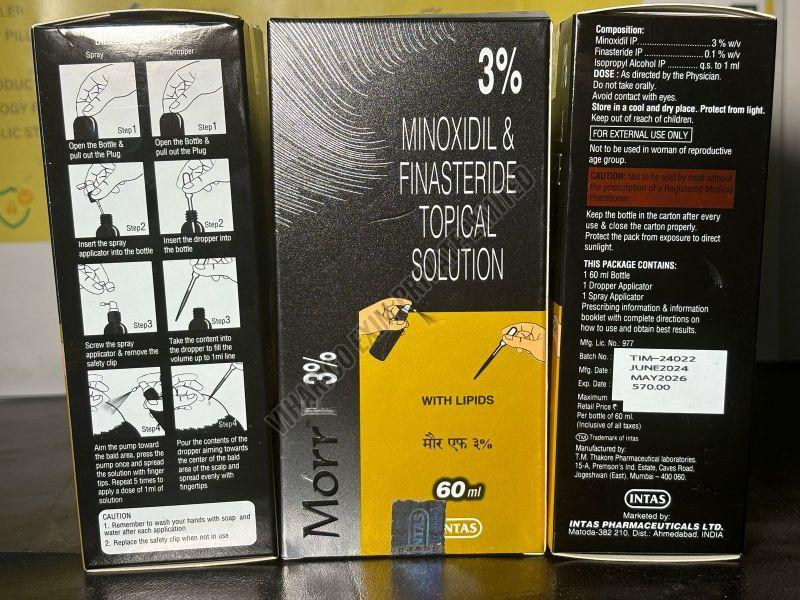 Spray
Dropper
Step1
Step1
Open the Bottle &
pull out the Plug
Open the Bottle &
pull out the Plug
Step2
Step2
Insert the spray
applicator into the bottle
Insert the dropper into
the bottle
Step3
Step3
Screw the spray
applicator & remove the
safety clip
Take the content into
the dropper to fill the
volume up to 1ml line
Step4
Step4
Aim the pump toward
the bald area, press the
pump once and spread
the solution with finger
tips. Repeat 5 times to
apply a dose of 1ml of
solution
Pour the contents of the
dropper aiming towards
the center of the bald
area of the scalp and
spread evenly with
fingertips
CAUTION
1. Remember to wash your hands with soap and
water after each application
2. Replace the safety clip when not in use
3%
MINOXIDIL &
FINASTERIDE
TOPICAL
SOLUTION
Morr 3%
WITH LIPIDS
मौर एफ ३%
60 ml
INTAS
INTAS
Composition:
Minoxidil IP 3 % w/v
Finasteride IP 0.1 % w/v
Isopropyl Alcohol IP q.s. to 1 ml
DOSE : As directed by the Physician.
Do not take orally.
Avoid contact with eyes.
Store in a cool and dry place. Protect from light.
Keep out of reach of children.
FOR EXTERNAL USE ONLY
Not to be used in woman of reproductive
age group.
CAUTION: Not to be sold by retail without
the prescription of a Registered Medical
Practitioner.
Keep the bottle in the carton after every
use & close the carton properly.
Protect the pack from exposure to direct
sunlight.
THIS PACKAGE CONTAINS:
1 60 ml Bottle
1 Dropper Applicator
1 Spray Applicator
Prescribing information & information
booklet with complete directions on
how to use and obtain best results.
Mfg. Lic. No.: 977
Batch No. TIM-24022
Mfg. Date JUNE2024
Exp. Date MAY2026
Maximum 570.00
Retail Price ₹
Per bottle of 60 ml.
(Inclusive of all taxes)
TM Trademark of intas
Manufactured by:
T.M. Thakore Pharmaceutical laboratories.
15-A, Premson's Ind. Estate, Caves Road,
Jogeshwari (East), Mumbai – 400 060.
INTAS
Marketed by:
INTAS PHARMACEUTICALS LTD.
Matoda-382 210, Dist.: Ahmedabad. INDIA